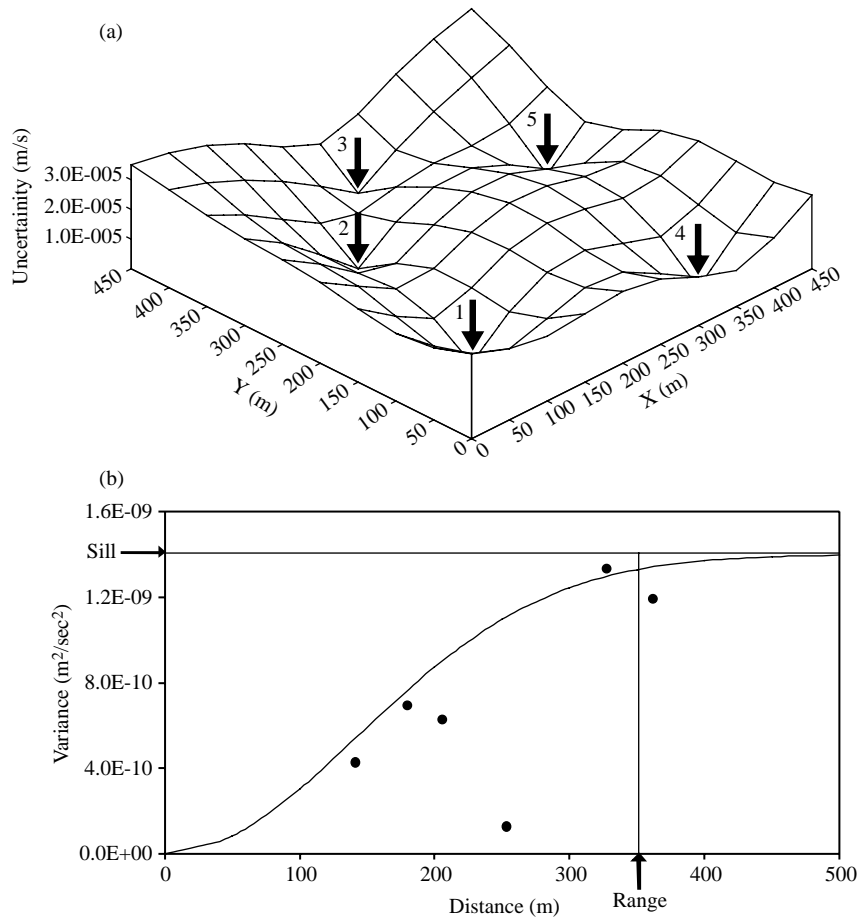 (a)
Uncertainity (m/s)
3.0E-005
2.0E-005
1.0E-005
3
5
2
4
1
450
400
350
300
250
200
150
100
50
0
Y (m)
0
50
100
150
200
250
300
350
400
450
X (m)
(b)
Variance (m²/sec²)
1.6E-09
Sill
1.2E-09
8.0E-10
4.0E-10
0.0E+00
0
100
200
300
400
500
Range
Distance (m)